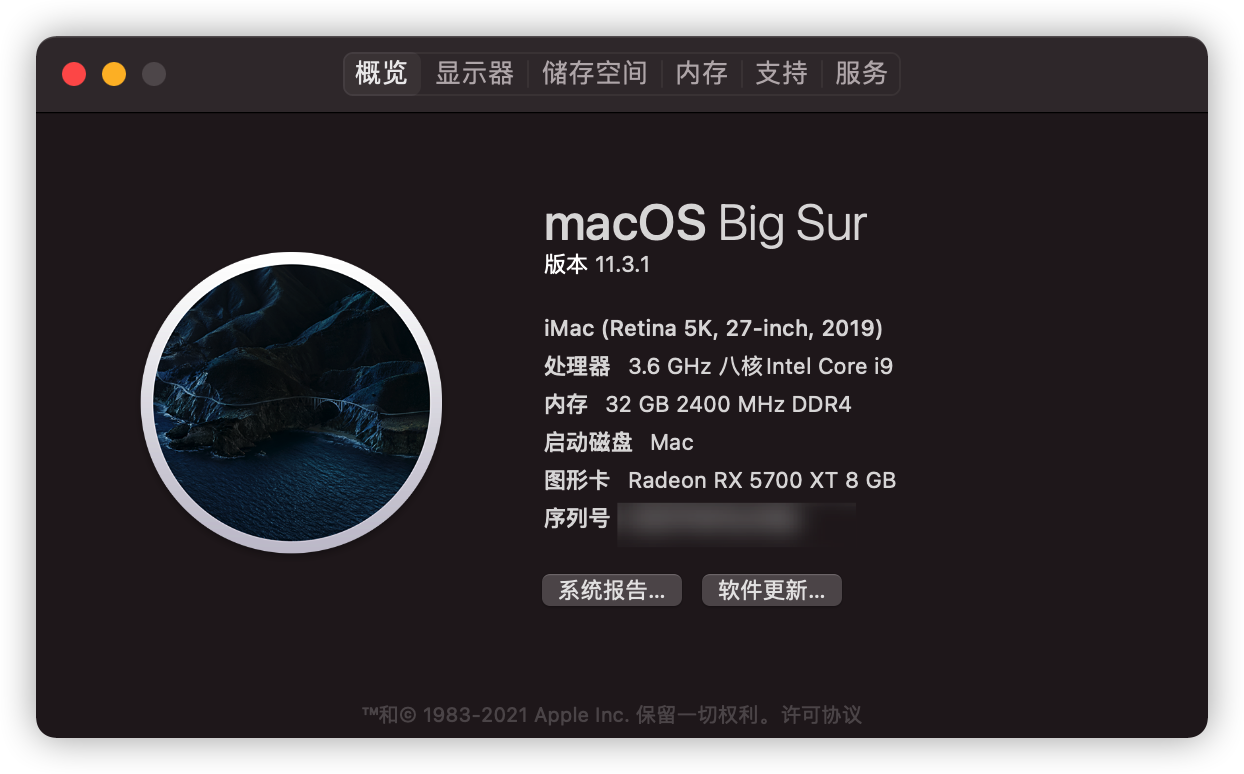 概览 显示器 储存空间 内存 支持 服务
macOS Big Sur
版本 11.3.1
iMac (Retina 5K, 27-inch, 2019)
处理器 3.6 GHz 八核Intel Core i9
内存 32 GB 2400 MHz DDR4
启动磁盘 Mac
图形卡 Radeon RX 5700 XT 8 GB
序列号
系统报告... 软件更新...
™和© 1983-2021 Apple Inc. 保留一切权利。许可协议